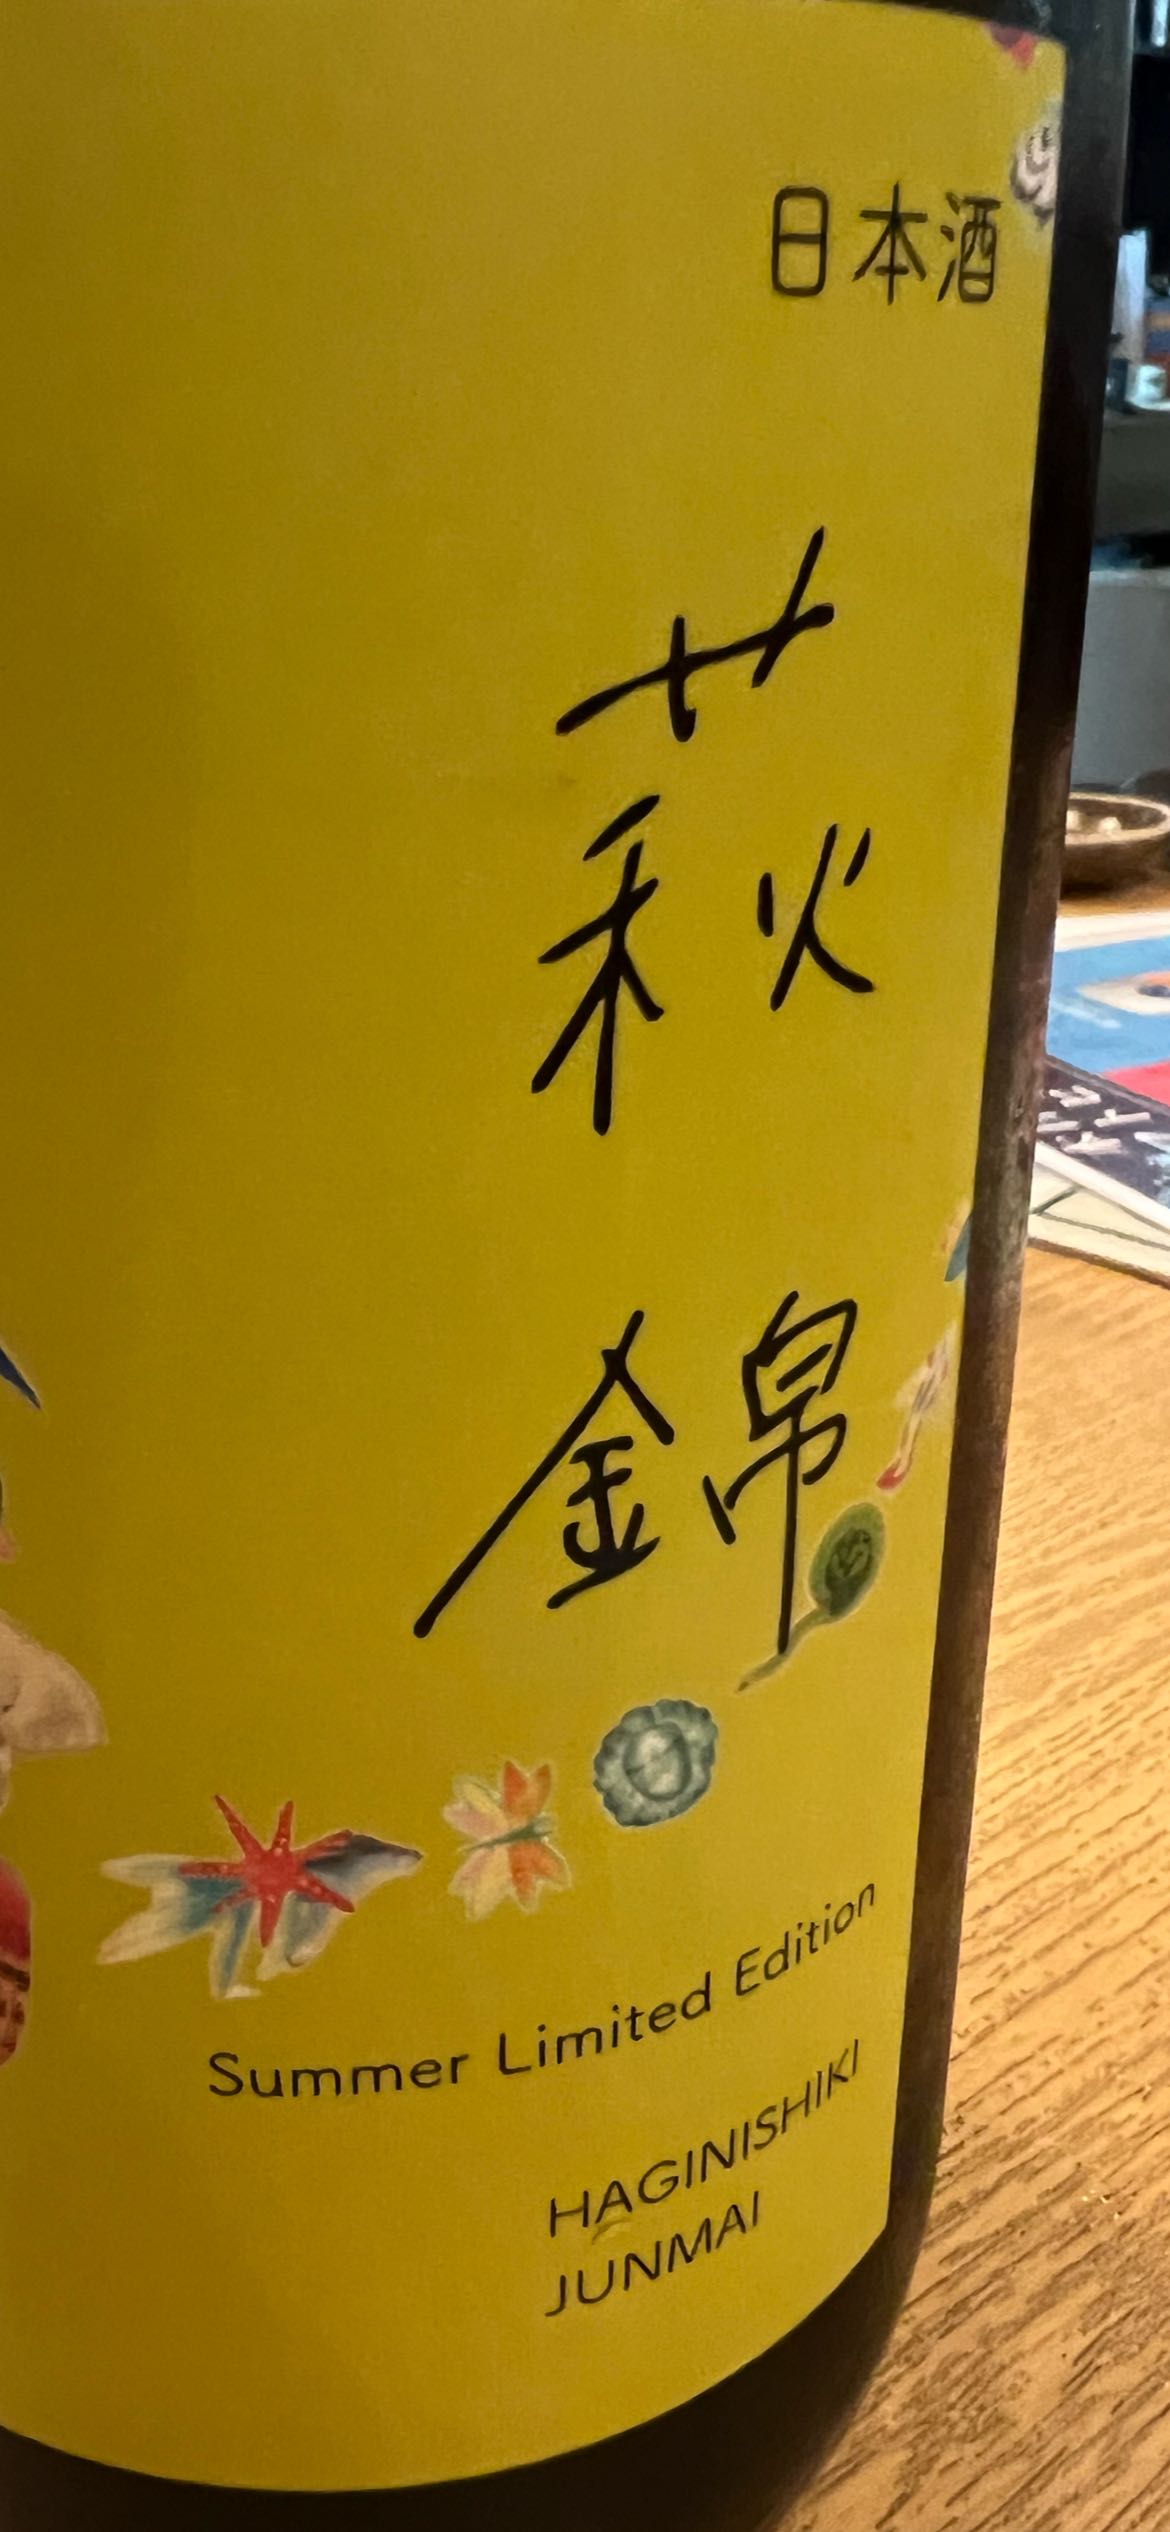 日本酒
萩錦
Summer Limited Edition
HAGINISHIKI
JUNMAI